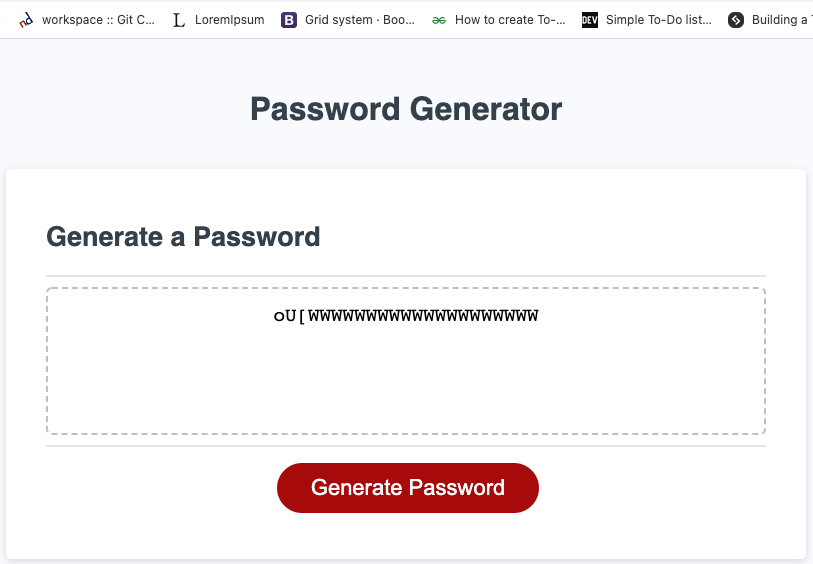 workspace :: Git C... L LoremIpsum B Grid system · Boo... How to create To-... DEV Simple To-Do list... Building a
Password Generator
Generate a Password
oU[WWWWWWWWWWWWWWWWWWWW
Generate Password